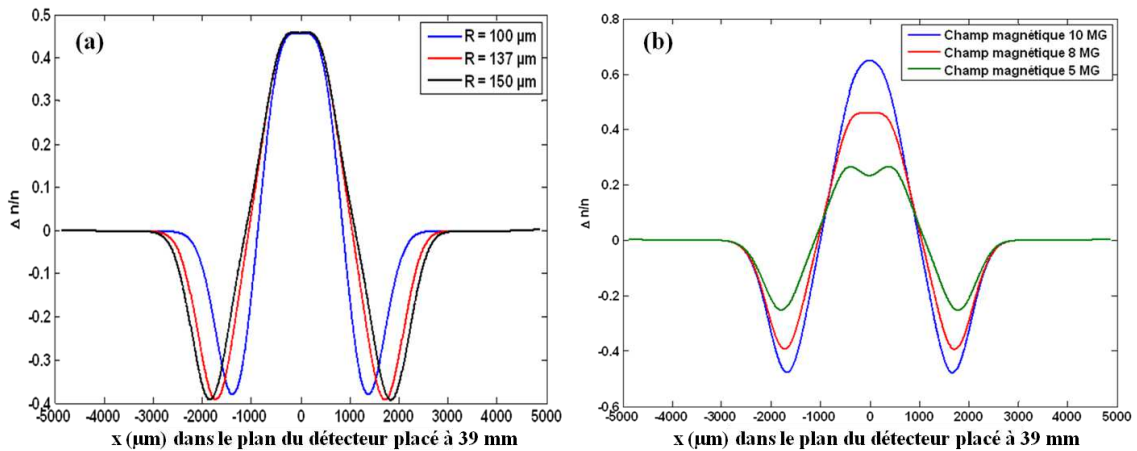 (a)
R = 100 µm
R = 137 µm
R = 150 µm
0.5
0.4
0.3
0.2
0.1
0
-0.1
-0.2
-0.3
-0.4
Δ n/n
-5000 -4000 -3000 -2000 -1000 0 1000 2000 3000 4000 5000
x (µm) dans le plan du détecteur placé à 39 mm
(b)
Champ magnétique 10 MG
Champ magnétique 8 MG
Champ magnétique 5 MG
0.8
0.6
0.4
0.2
0
-0.2
-0.4
-0.6
Δ n/n
-5000 -4000 -3000 -2000 -1000 0 1000 2000 3000 4000 5000
x (µm) dans le plan du détecteur placé à 39 mm